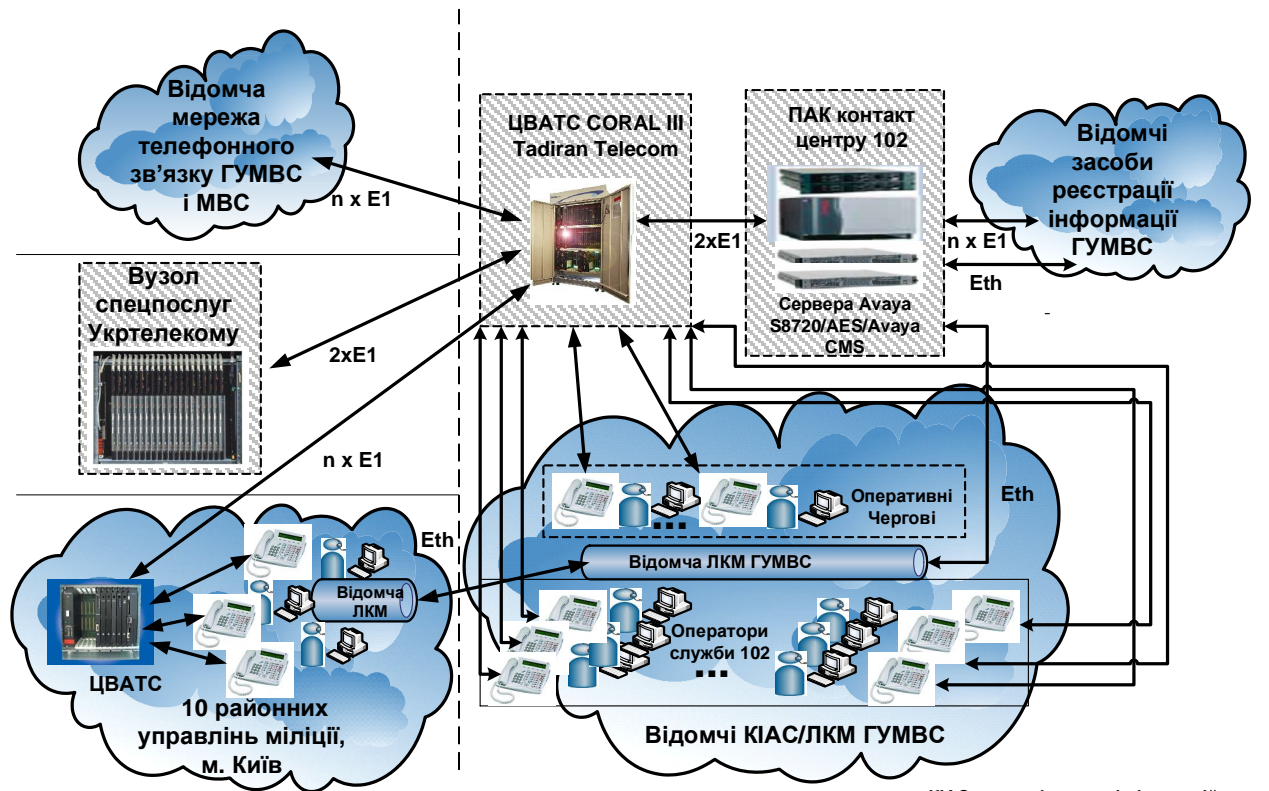 Відомча
мережа
телефонного
зв’язку ГУМВС
і МВС
n x E1
ЦВАТС CORAL III
Tadiran Telecom
2xE1
ПАК контакт
центру 102
Сервера Avaya
S8720/AES/Avaya
CMS
n x E1
Eth
Відомчі
засоби
реєстрації
інформації
ГУМВС
Вузол
спецпослуг
Укртелекому
2xE1
n x E1
Оперативні
Чергові
Eth
Відомча ЛКМ ГУМВС
Оператори
служби 102
Відомчі КІАС/ЛКМ ГУМВС
Eth
Відомча
ЛКМ
ЦВАТС
10 районних
управлінь міліції,
м. Київ